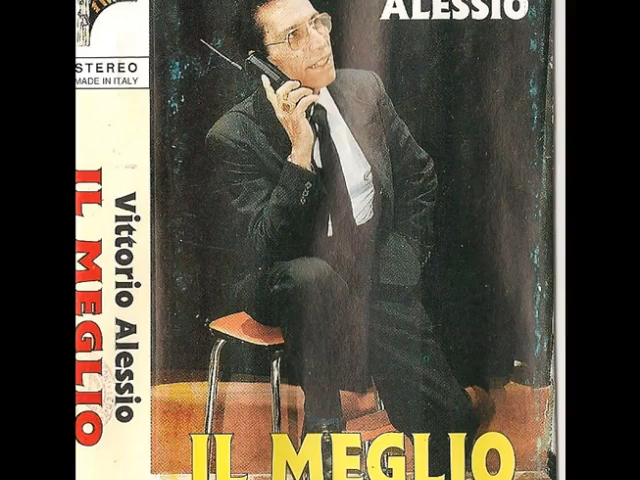 ALESSIO
STEREO
MADE IN ITALY
Vittorio Alessio
IL MEGLIO
IL MEGLIO